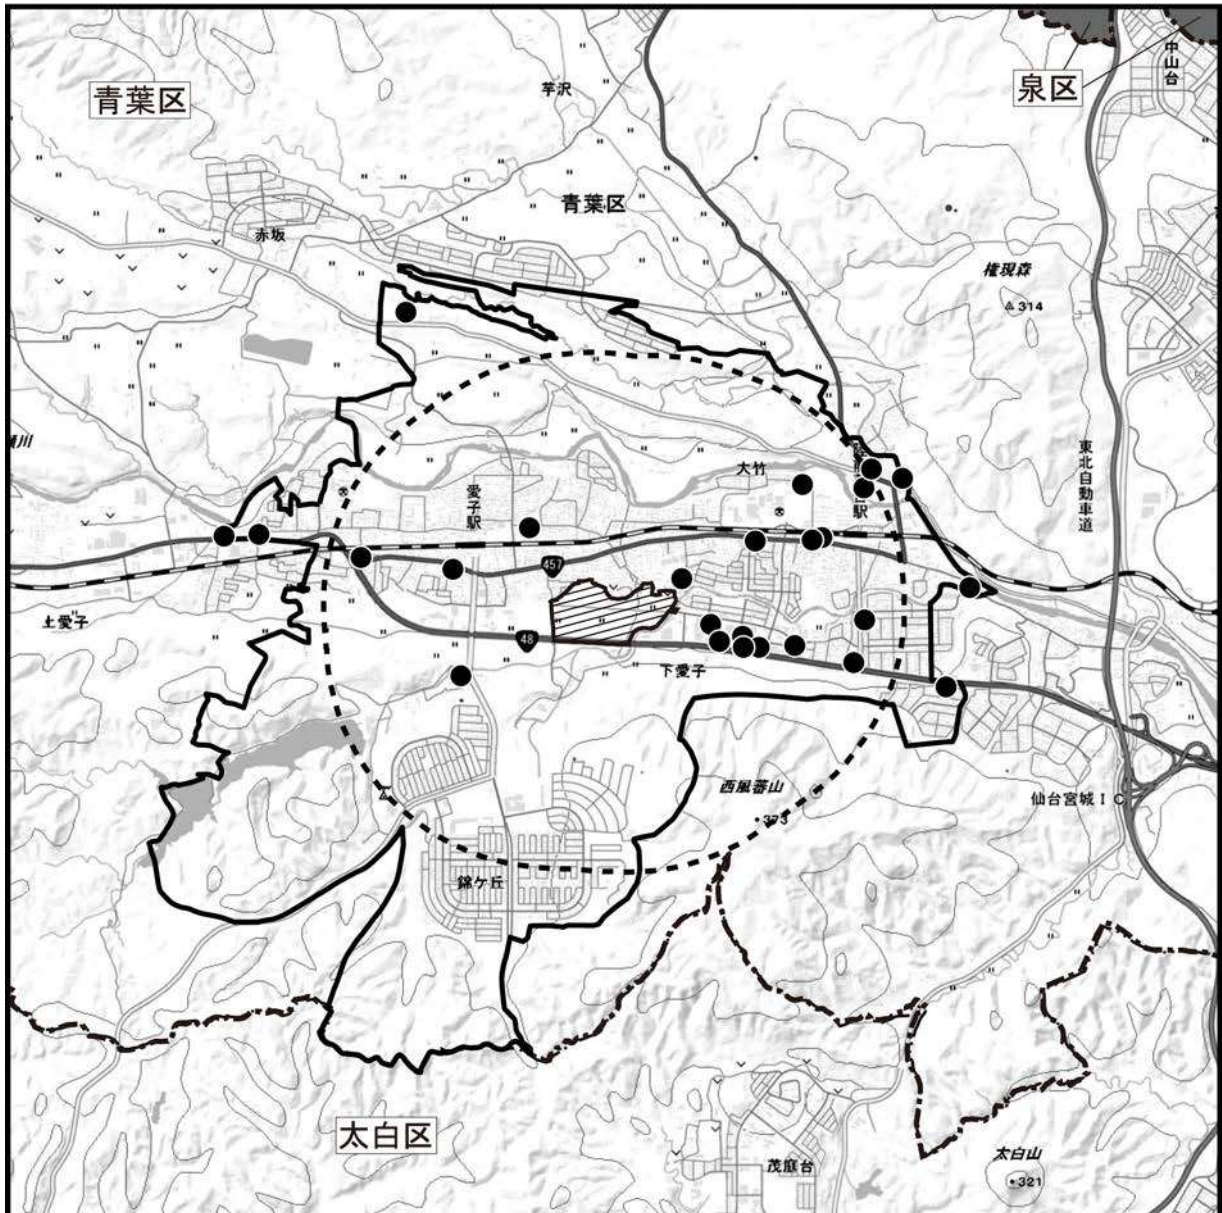 中山台
泉区
青葉区
芋沢
青葉区
赤坂
権現森
314
東北自動車道
大竹
愛子駅
457
上愛子
48
下愛子
西風蕃山
373
仙台宮城IC
錦ケ丘
太白区
茂庭台
太白山
321